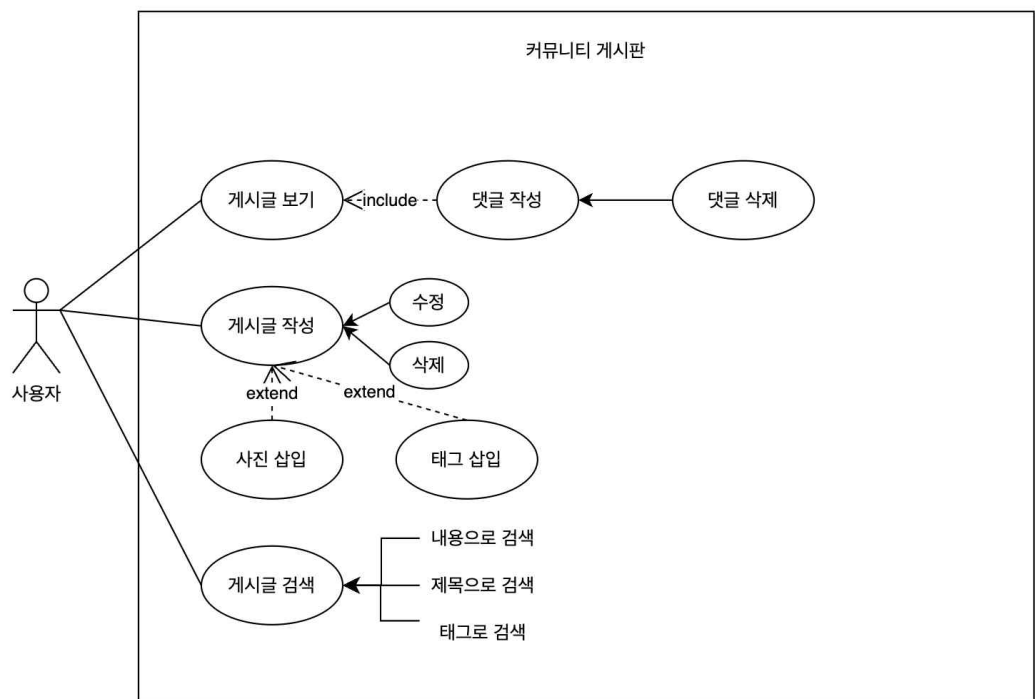 커뮤니티 게시판
게시글 보기
include
댓글 작성
댓글 삭제
게시글 작성
수정
삭제
사용자
extend
extend
사진 삽입
태그 삽입
게시글 검색
내용으로 검색
제목으로 검색
태그로 검색